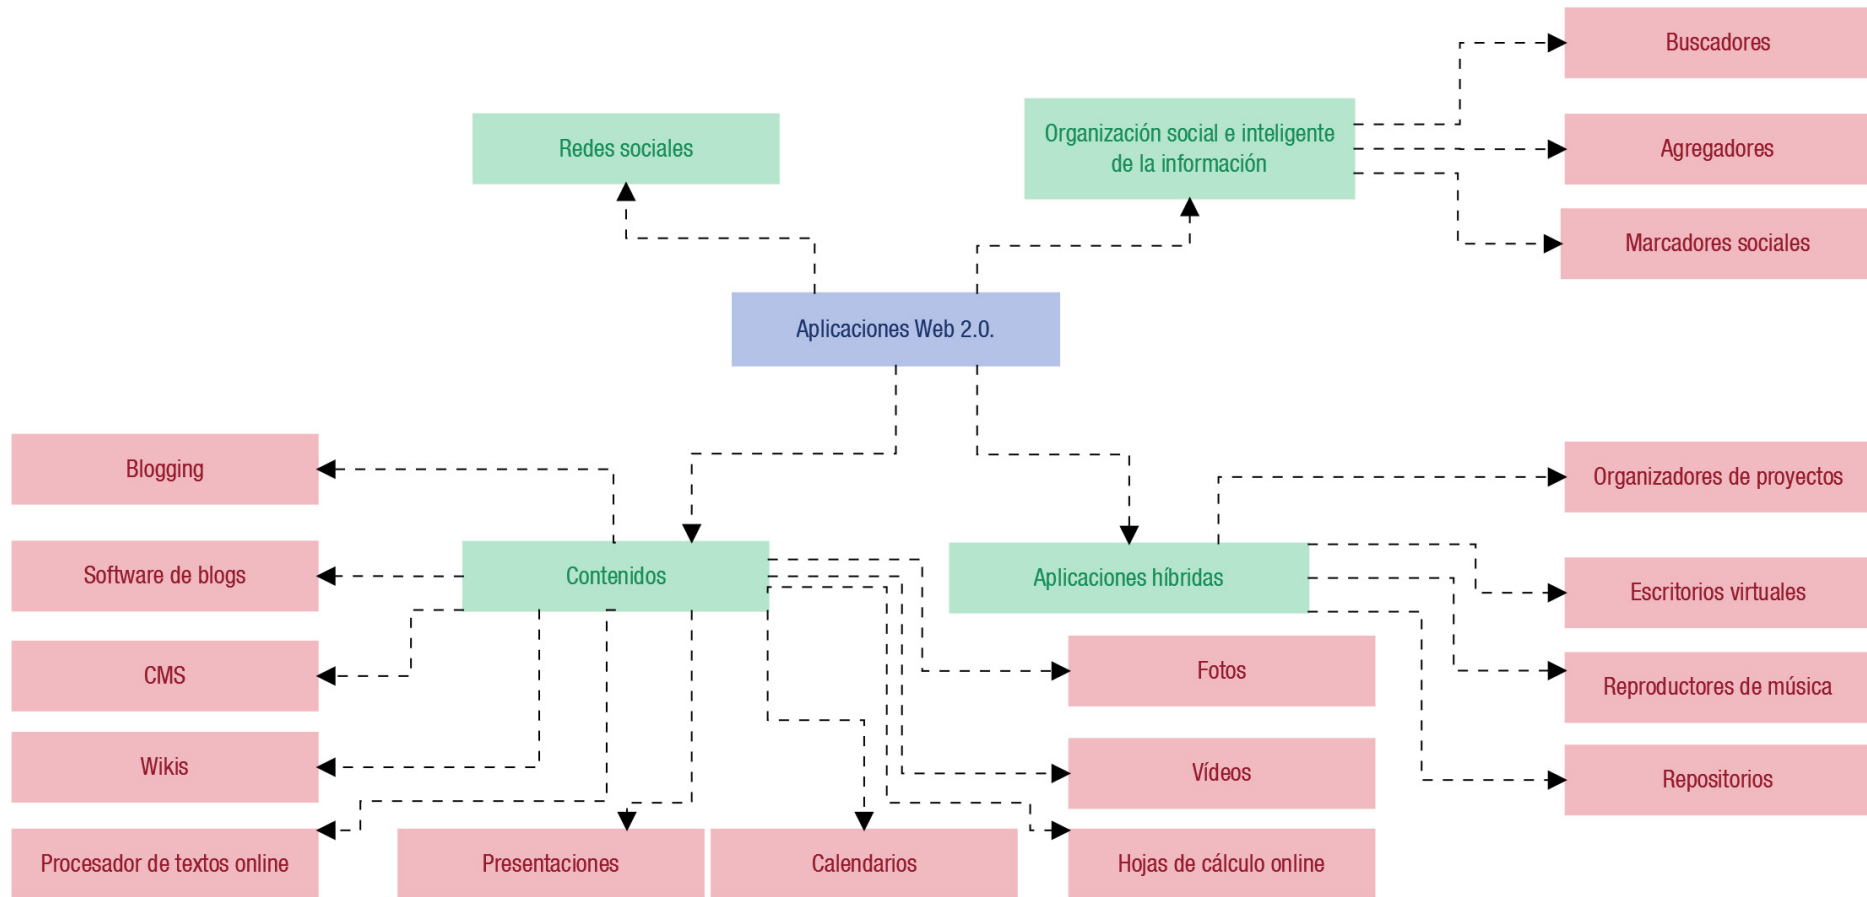 Buscadores
Redes sociales
Organización social e inteligente
de la información
Agregadores
Marcadores sociales
Aplicaciones Web 2.0.
Blogging
Organizadores de proyectos
Software de blogs
Contenidos
Aplicaciones híbridas
Escritorios virtuales
CMS
Fotos
Reproductores de música
Wikis
Vídeos
Repositorios
Procesador de textos online
Presentaciones
Calendarios
Hojas de cálculo online